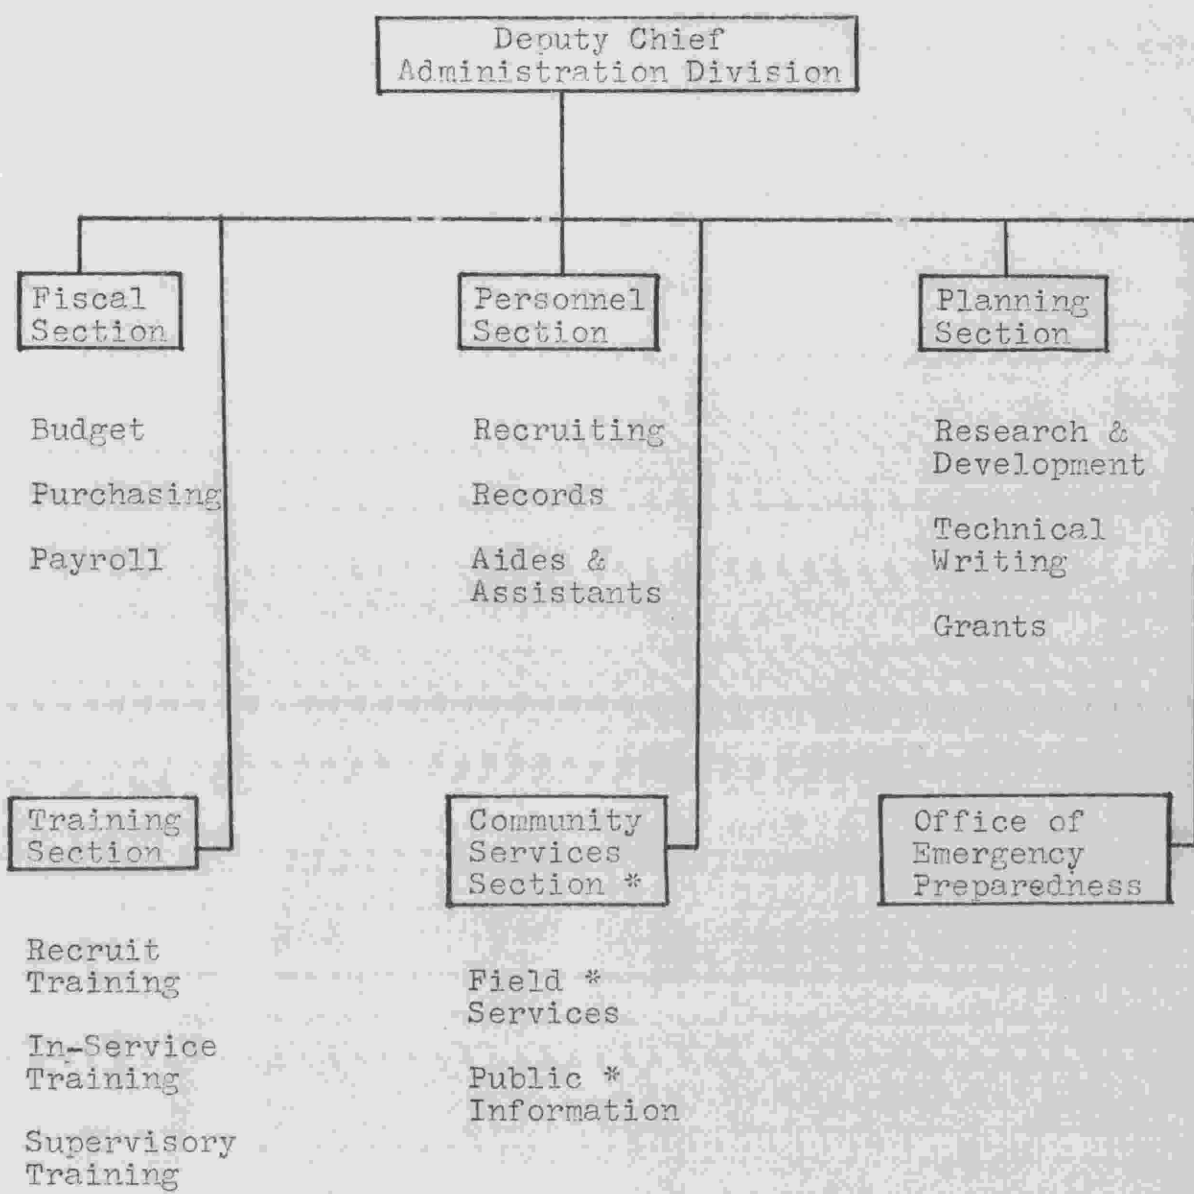 Deputy Chief
Administration Division
Fiscal
Section
Budget
Purchasing
Payroll
Personnel
Section
Recruiting
Records
Aides &
Assistants
Planning
Section
Research &
Development
Technical
Writing
Grants
Training
Section
Recruit
Training
In-Service
Training
Supervisory
Training
Community
Services
Section *
Field *
Services
Public *
Information
Office of
Emergency
Preparedness